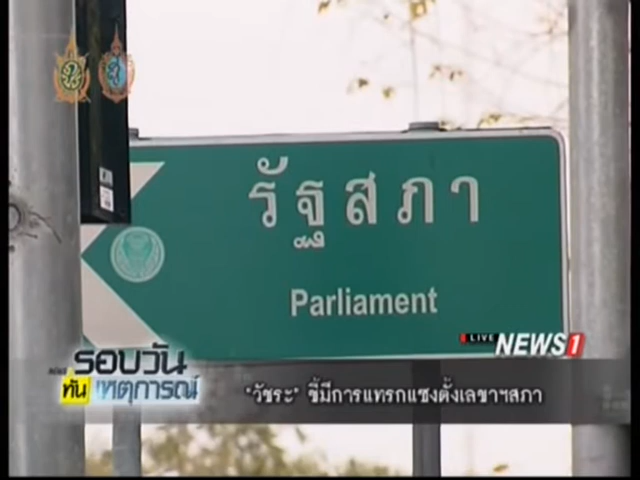 รัฐสภา
Parliament
LIVE NEWS1
รอบวัน
ทันเหตุการณ์
"วัชระ" ชี้มีการแทรกแซงตั้งเลขาฯสภา